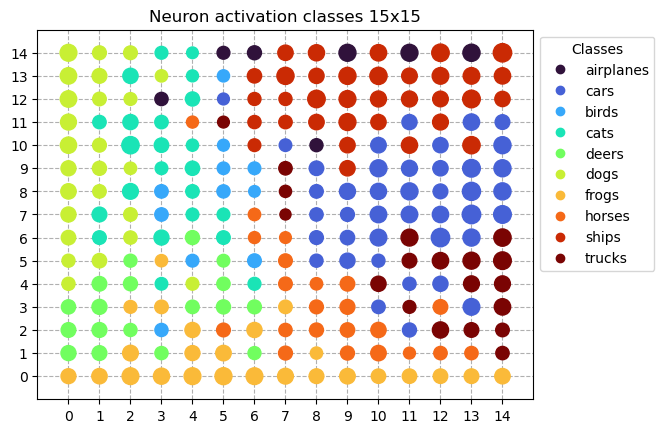 Neuron activation classes 15x15
14
13
12
11
10
9
8
7
6
5
4
3
2
1
0
0 1 2 3 4 5 6 7 8 9 10 11 12 13 14
Classes
airplanes
cars
birds
cats
deers
dogs
frogs
horses
ships
trucks